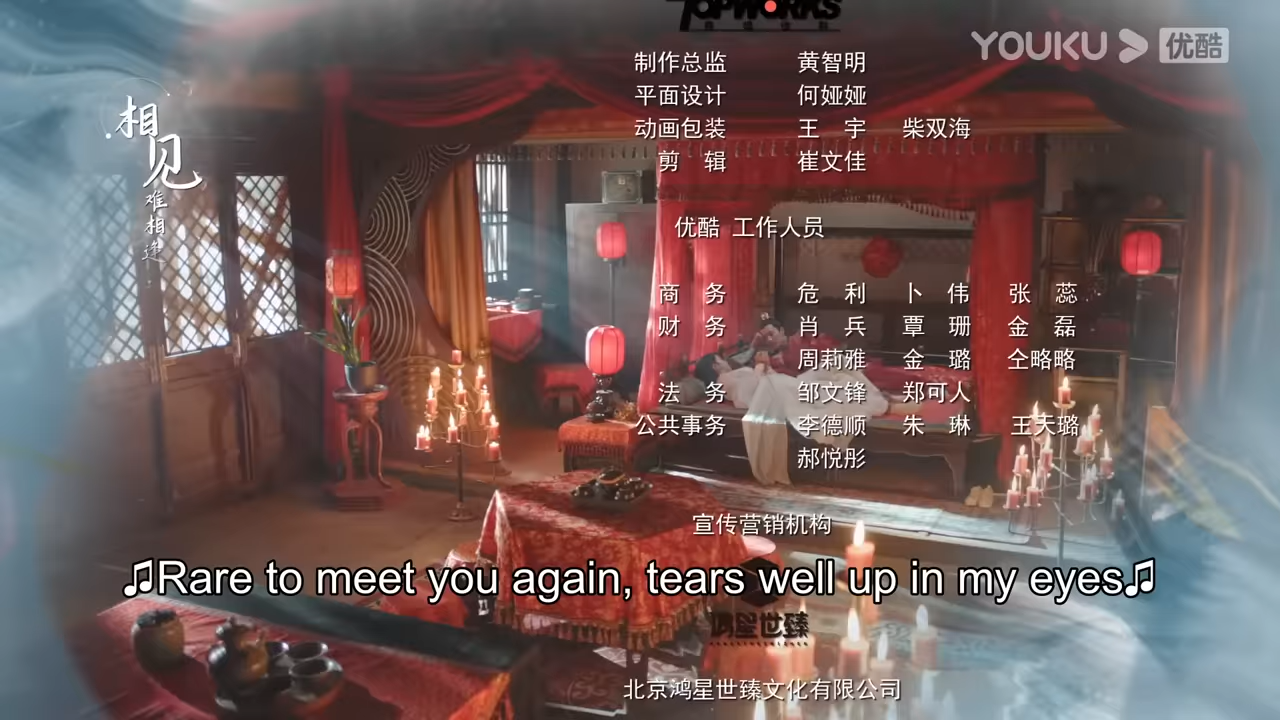 TOPWORKS
YOUKU 优酷
相见
难相逢
制作总监 黄智明
平面设计 何娅娅
动画包装 王 宇 柴双海
剪 辑 崔文佳
优酷 工作人员
商 务 危 利 卜 伟 张 蕊
财 务 肖 兵 覃 珊 金 磊
周莉雅 金 璐 仝略略
法 务 邹文锋 郑可人
公共事务 李德顺 朱 琳 王天璐
郝悦彤
宣传营销机构
♫Rare to meet you again, tears well up in my eyes♫
鸿星世臻
北京鸿星世臻文化有限公司